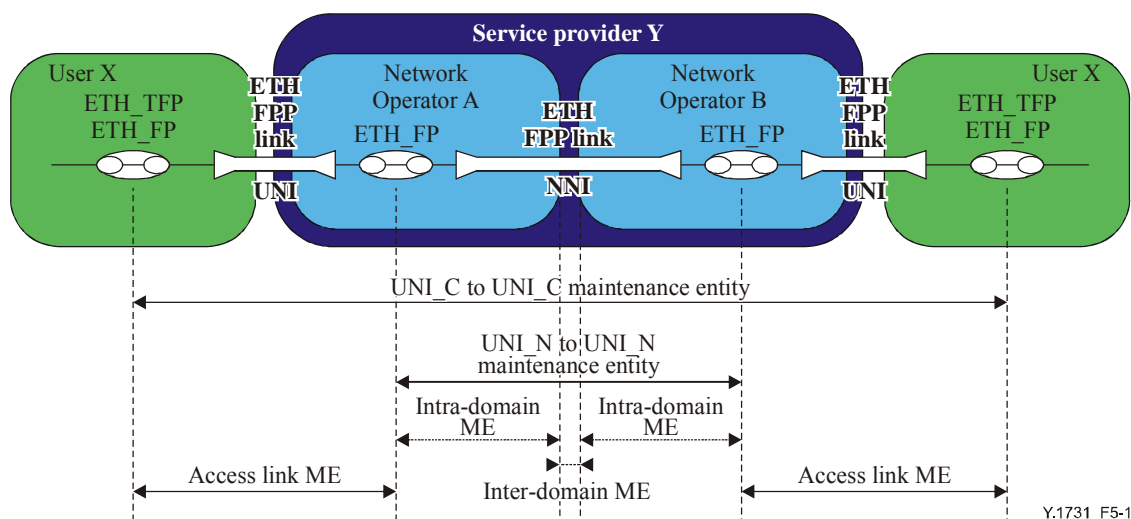 Service provider Y
User X
ETH_TFP
ETH_FP
ETH
FPP
link
UNI
Network
Operator A
ETH_FP
ETH
FPP link
NNI
Network
Operator B
ETH_FP
ETH
FPP
link
UNI
User X
ETH_TFP
ETH_FP
UNI_C to UNI_C maintenance entity
UNI_N to UNI_N
maintenance entity
Intra-domain
ME
Intra-domain
ME
Access link ME
Inter-domain ME
Access link ME
Y.1731_F5-1